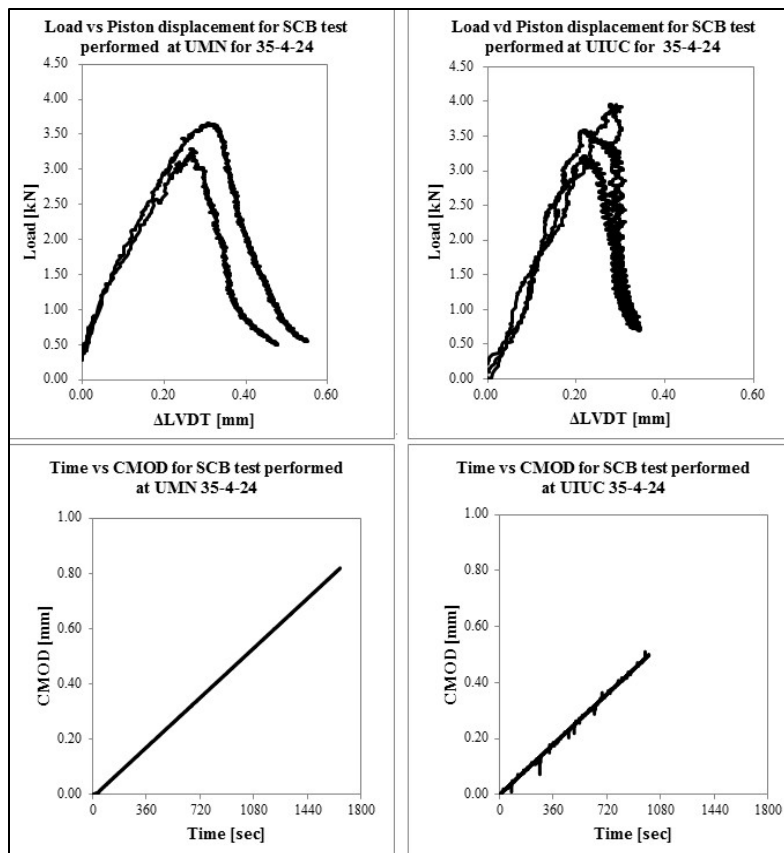 Load vs Piston displacement for SCB test
performed at UMN for 35-4-24
4.50
4.00
3.50
3.00
2.50
2.00
1.50
1.00
0.50
0.00
Load [kN]
0.00 0.20 0.40 0.60
ΔLVDT [mm]
Load vd Piston displacement for SCB test
performed at UIUC for 35-4-24
4.50
4.00
3.50
3.00
2.50
2.00
1.50
1.00
0.50
0.00
Load [kN]
0.00 0.20 0.40 0.60
ΔLVDT [mm]
Time vs CMOD for SCB test performed
at UMN 35-4-24
1.00
0.80
0.60
0.40
0.20
0.00
CMOD [mm]
0 360 720 1080 1440 1800
Time [sec]
Time vs CMOD for SCB test performed
at UIUC 35-4-24
1.00
0.80
0.60
0.40
0.20
0.00
CMOD [mm]
0 360 720 1080 1440 1800
Time [sec]